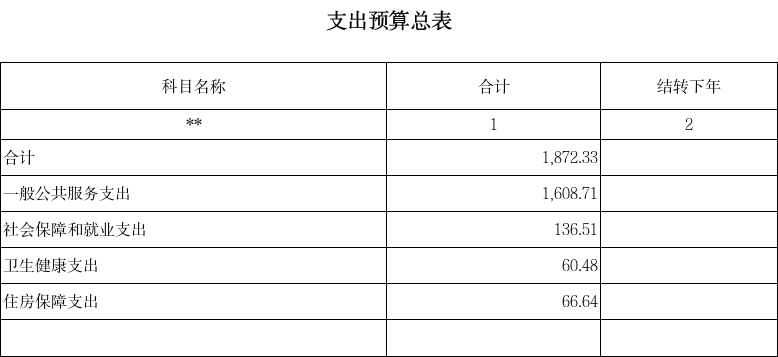 支出预算总表
科目名称 合计 结转下年
** 1 2
合计 1,872.33
一般公共服务支出 1,608.71
社会保障和就业支出 136.51
卫生健康支出 60.48
住房保障支出 66.64